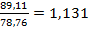 89,11
78,76 = 1,131